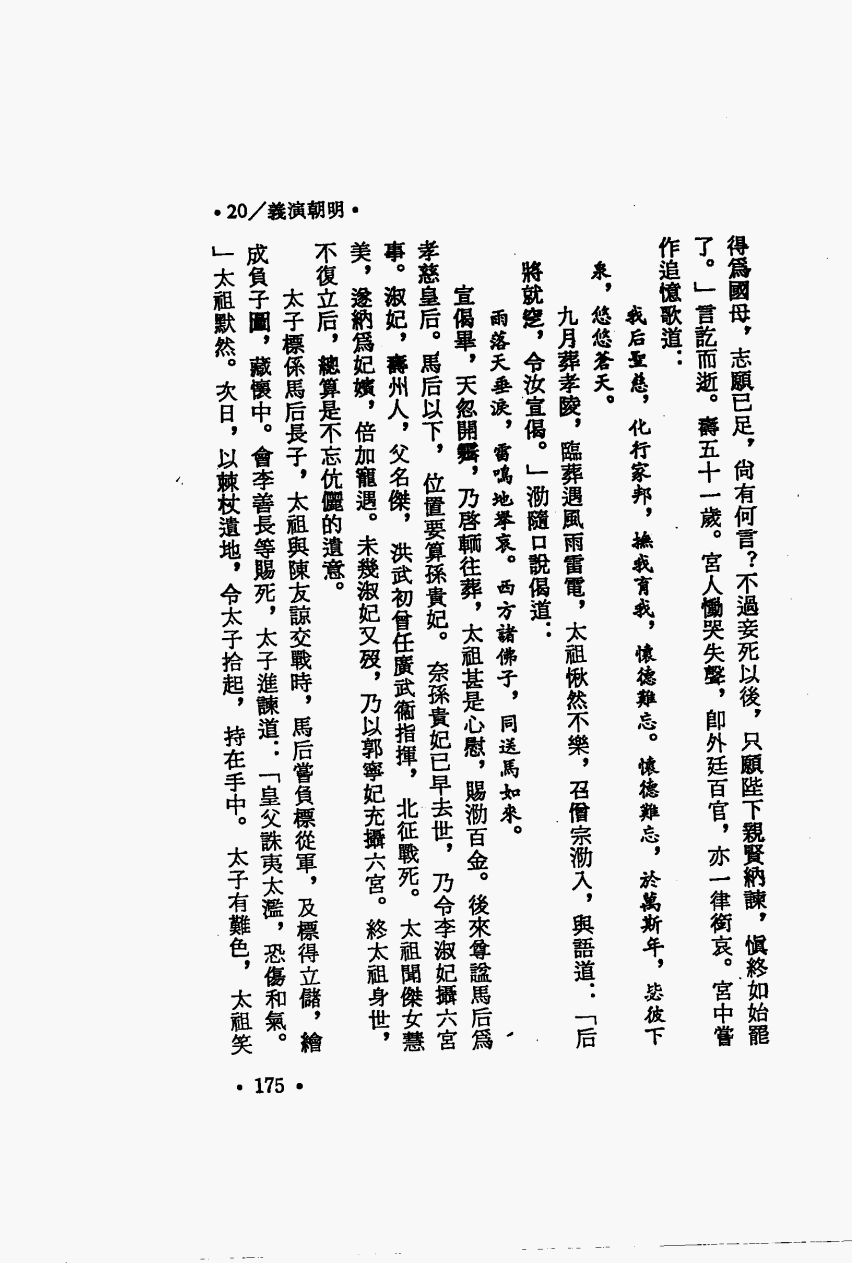 •20／義演朝明•
得爲國母，志願已足，尙有何言？不過妾死以後，只願陛下親賢納諫，愼終如始罷
了。」言訖而逝。壽五十一歲。宮人慟哭失聲，卽外廷百官，亦一律銜哀。宮中嘗
作追憶歌道：
我后聖慈，化行家邦，撫我育我，懷德難忘。懷德難忘，於萬斯年，毖彼下
泉，悠悠蒼天。
九月葬孝陵，臨葬遇風雨雷電，太祖愀然不樂，召僧宗泐入，與語道：「后
將就窆，令汝宣偈。」泐隨口說偈道：
雨落天垂淚，雷鳴地舉哀。西方諸佛子，同送馬如來。
宣偈畢，天忽開霽，乃啓輀往葬，太祖甚是心慰，賜泐百金。後來尊諡馬后爲
孝慈皇后。馬后以下，位置要算孫貴妃。奈孫貴妃已早去世，乃令李淑妃攝六宮
事。淑妃，壽州人，父名傑，洪武初曾任廣武衞指揮，北征戰死。太祖聞傑女慧
美，遂納爲妃嬪，倍加寵遇。未幾淑妃又歿，乃以郭寧妃充攝六宮。終太祖身世，
不復立后，總算是不忘伉儷的遺意。
太子標係馬后長子，太祖與陳友諒交戰時，馬后嘗負標從軍，及標得立儲，繪
成負子圖，藏懷中。會李善長等賜死，太子進諫道：「皇父誅夷太濫，恐傷和氣。
」太祖默然。次日，以棘杖遺地，令太子拾起，持在手中。太子有難色，太祖笑
•175•